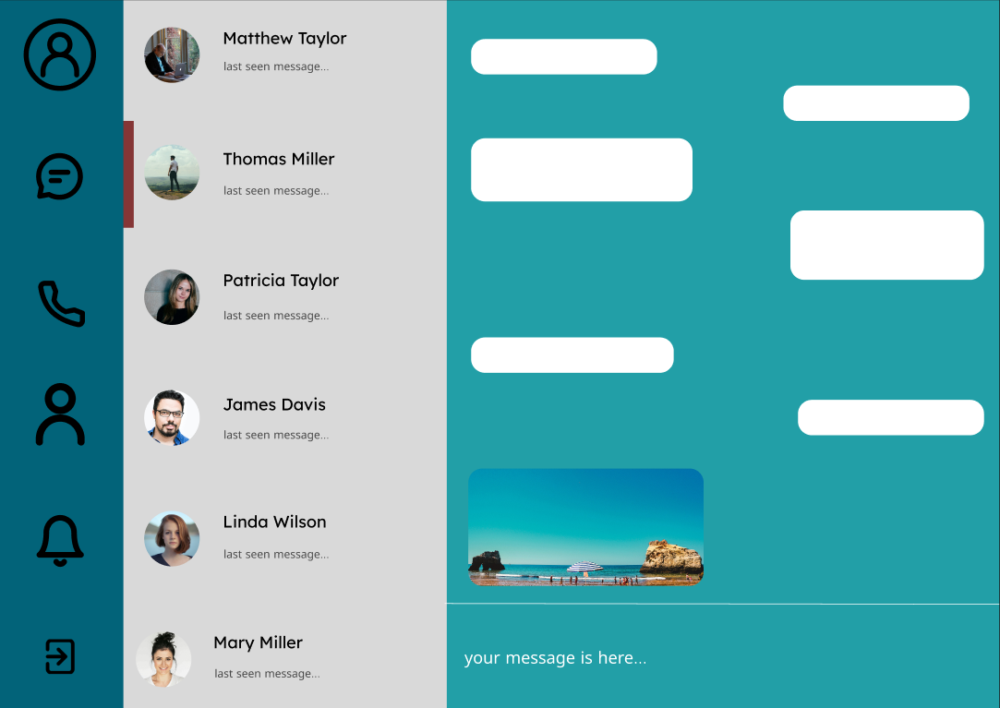 Matthew Taylor
last seen message...
Thomas Miller
last seen message...
Patricia Taylor
last seen message...
James Davis
last seen message...
Linda Wilson
last seen message...
Mary Miller
last seen message...
your message is here...